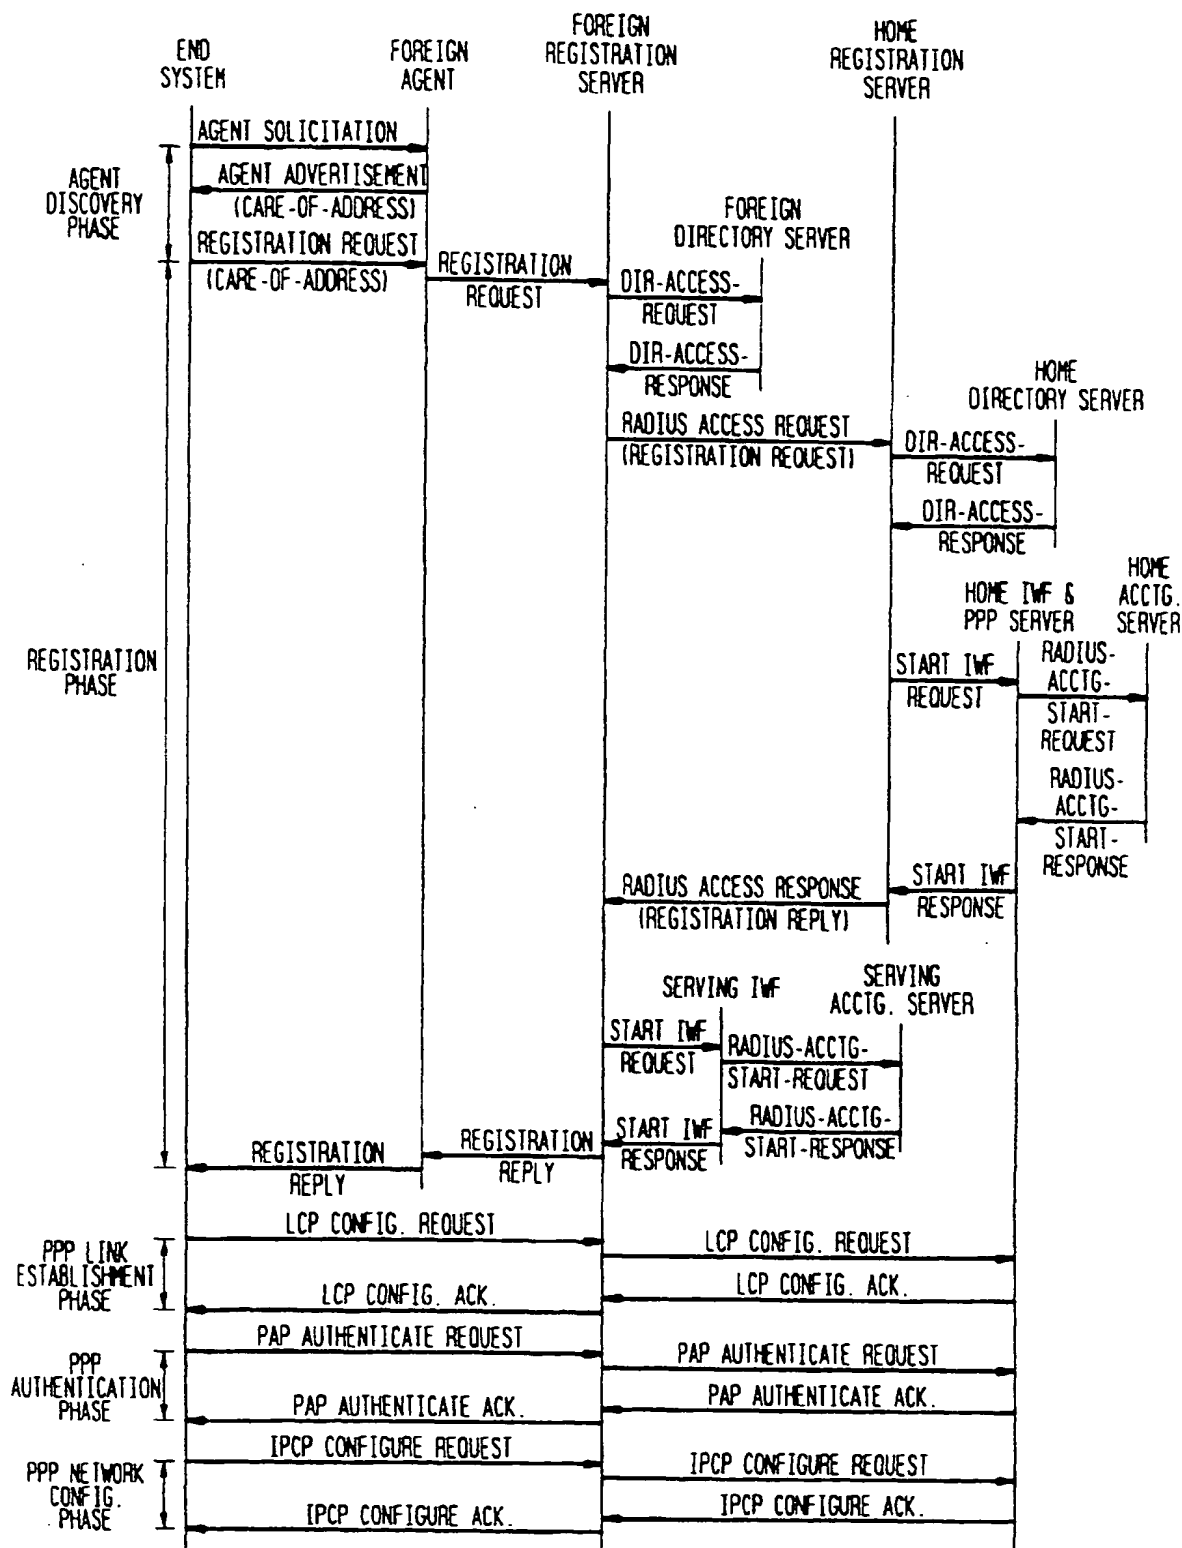 END
SYSTEM
FOREIGN
AGENT
FOREIGN
REGISTRATION
SERVER
HOME
REGISTRATION
SERVER
AGENT SOLICITATION
AGENT
DISCOVERY
PHASE
AGENT ADVERTISEMENT
(CARE-OF-ADDRESS)
REGISTRATION REQUEST
(CARE-OF-ADDRESS)
REGISTRATION
REQUEST
FOREIGN
DIRECTORY SERVER
DIR-ACCESS-
REQUEST
DIR-ACCESS-
RESPONSE
HOME
DIRECTORY SERVER
RADIUS ACCESS REQUEST
(REGISTRATION REQUEST)
DIR-ACCESS-
REQUEST
DIR-ACCESS-
RESPONSE
HOME IWF &
PPP SERVER
HOME
ACCTG.
SERVER
REGISTRATION
PHASE
START IWF
REQUEST
RADIUS-
ACCTG-
START-
REQUEST
RADIUS-
ACCTG-
START-
RESPONSE
START IWF
RESPONSE
RADIUS ACCESS RESPONSE
(REGISTRATION REPLY)
SERVING IWF
SERVING
ACCTG. SERVER
START IWF
REQUEST
RADIUS-ACCTG-
START-REQUEST
RADIUS-ACCTG-
START-RESPONSE
START IWF
RESPONSE
REGISTRATION
REPLY
REGISTRATION
REPLY
PPP LINK
ESTABLISHMENT
PHASE
LCP CONFIG. REQUEST
LCP CONFIG. REQUEST
LCP CONFIG. ACK.
LCP CONFIG. ACK.
PPP
AUTHENTICATION
PHASE
PAP AUTHENTICATE REQUEST
PAP AUTHENTICATE REQUEST
PAP AUTHENTICATE ACK.
PAP AUTHENTICATE ACK.
PPP NETWORK
CONFIG.
PHASE
IPCP CONFIGURE REQUEST
IPCP CONFIGURE REQUEST
IPCP CONFIGURE ACK.
IPCP CONFIGURE ACK.